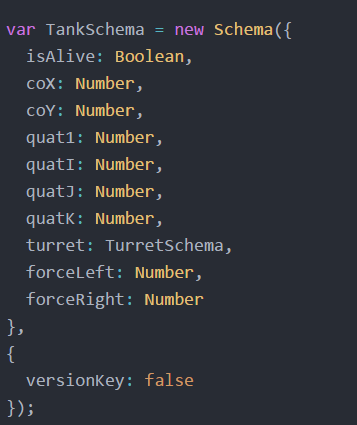 var TankSchema = new Schema({
  isAlive: Boolean,
  coX: Number,
  coY: Number,
  quat1: Number,
  quatI: Number,
  quatJ: Number,
  quatK: Number,
  turret: TurretSchema,
  forceLeft: Number,
  forceRight: Number
},
{
  versionKey: false
});